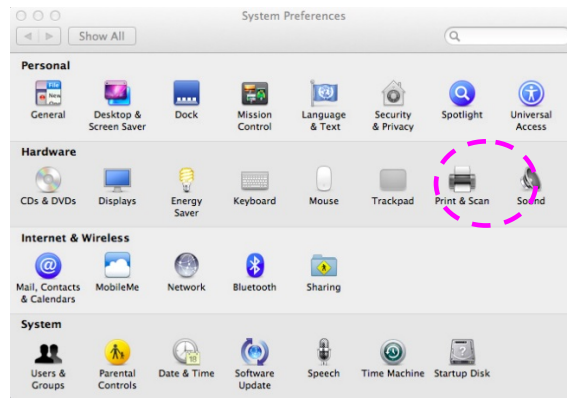 System Preferences
Show All
Personal
General
Desktop & Screen Saver
Dock
Mission Control
Language & Text
Security & Privacy
Spotlight
Universal Access
Hardware
CDs & DVDs
Displays
Energy Saver
Keyboard
Mouse
Trackpad
Print & Scan
Sound
Internet & Wireless
Mail, Contacts & Calendars
MobileMe
Network
Bluetooth
Sharing
System
Users & Groups
Parental Controls
Date & Time
Software Update
Speech
Time Machine
Startup Disk